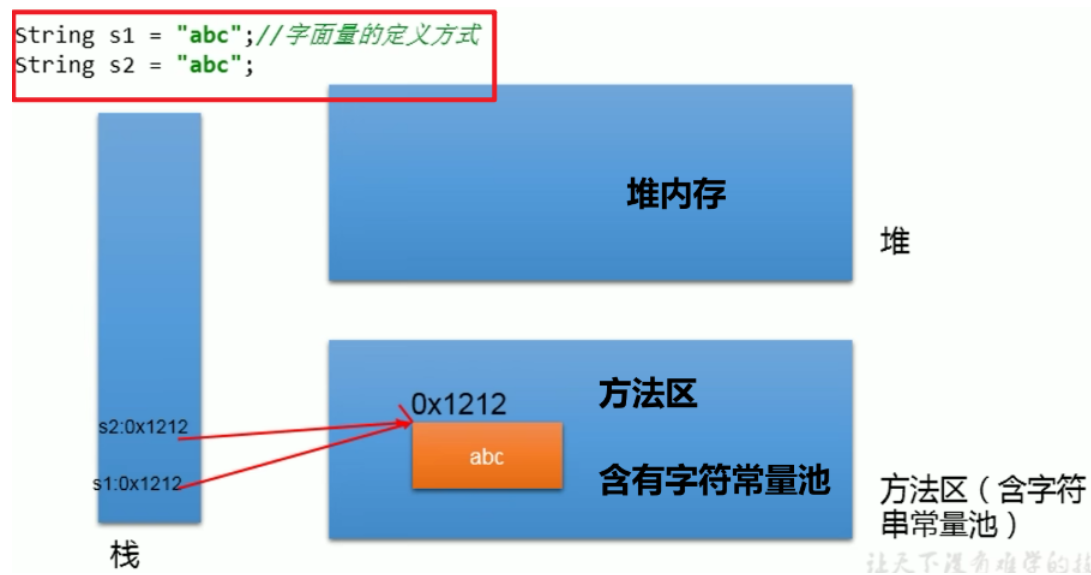 String s1 = "abc";//字面量的定义方式
String s2 = "abc";
堆内存
堆
s2:0x1212
s1:0x1212
栈
0x1212
abc
方法区
含有字符常量池
方法区（含字符
串常量池）
让天下没有难学的技